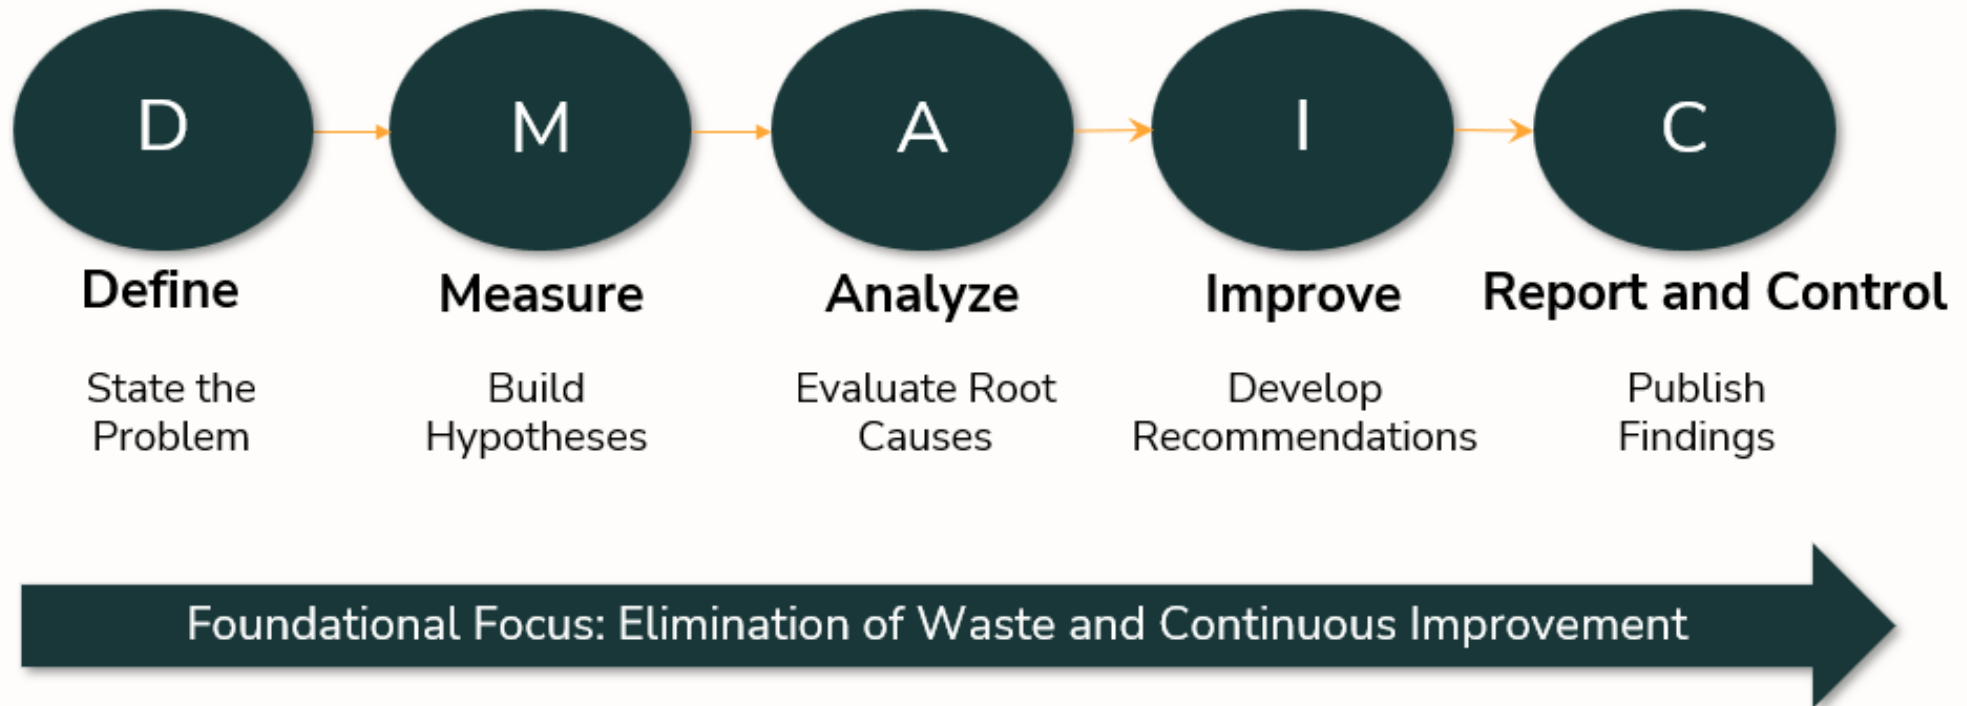 D
M
A
I
C
Define
Measure
Analyze
Improve
Report and Control
State the
Problem
Build
Hypotheses
Evaluate Root
Causes
Develop
Recommendations
Publish
Findings
Foundational Focus: Elimination of Waste and Continuous Improvement